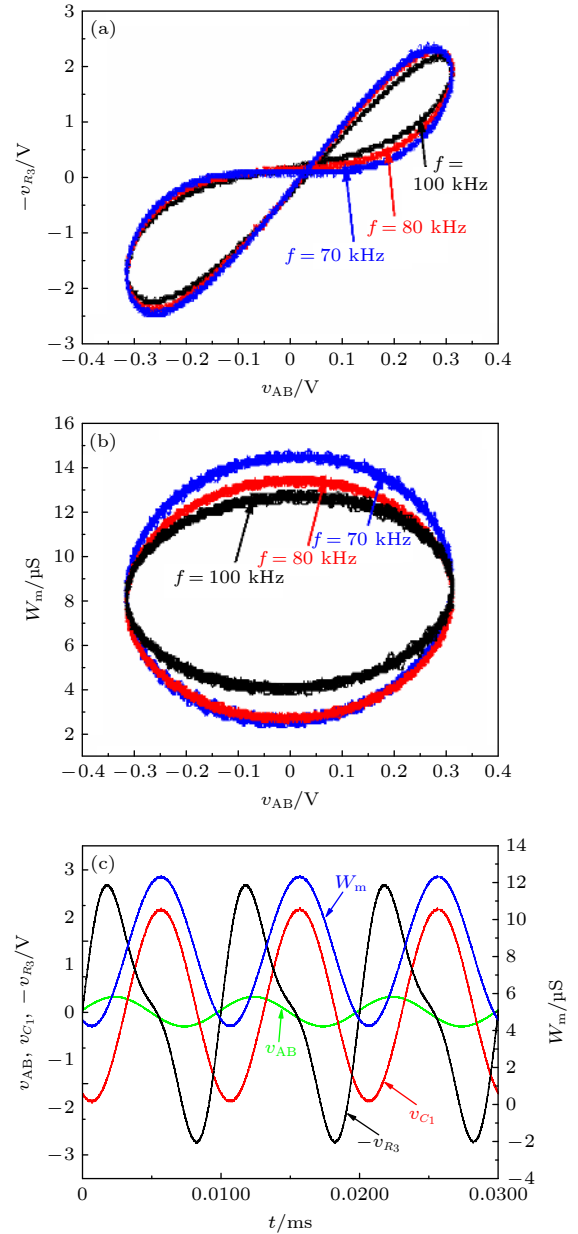 (a)
−v_R3/V
3
2
1
0
−1
−2
−3
f = 100 kHz
f = 80 kHz
f = 70 kHz
−0.4 −0.3 −0.2 −0.1 0 0.1 0.2 0.3 0.4
v_AB/V
(b)
W_m/µS
16
14
12
10
8
6
4
2
f = 70 kHz
f = 80 kHz
f = 100 kHz
−0.4 −0.3 −0.2 −0.1 0 0.1 0.2 0.3 0.4
v_AB/V
(c)
v_AB, v_C1, −v_R3/V
3
2
1
0
−1
−2
−3
W_m
v_AB
v_C1
−v_R3
14
12
10
8
6
4
2
0
−2
−4
W_m/µS
0 0.0100 0.0200 0.0300
t/ms